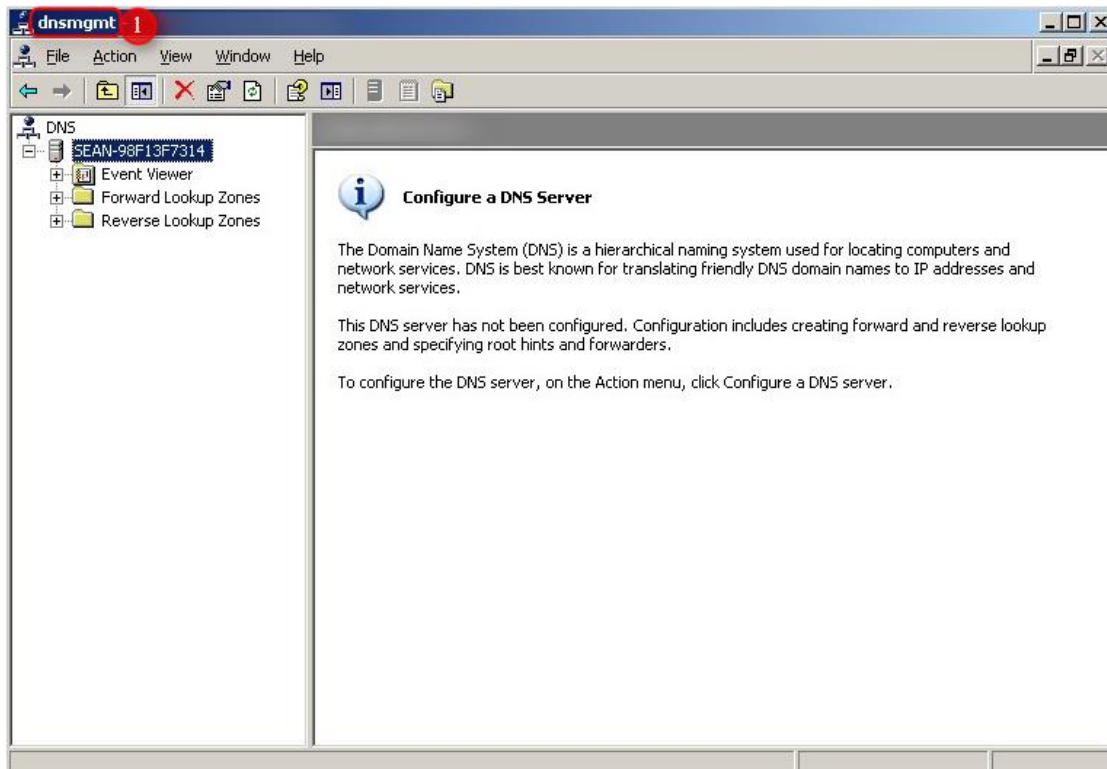 dnsmgmt 1
File Action View Window Help
DNS
SEAN-98F13F7314
Event Viewer
Forward Lookup Zones
Reverse Lookup Zones
Configure a DNS Server
The Domain Name System (DNS) is a hierarchical naming system used for locating computers and
network services. DNS is best known for translating friendly DNS domain names to IP addresses and
network services.
This DNS server has not been configured. Configuration includes creating forward and reverse lookup
zones and specifying root hints and forwarders.
To configure the DNS server, on the Action menu, click Configure a DNS server.